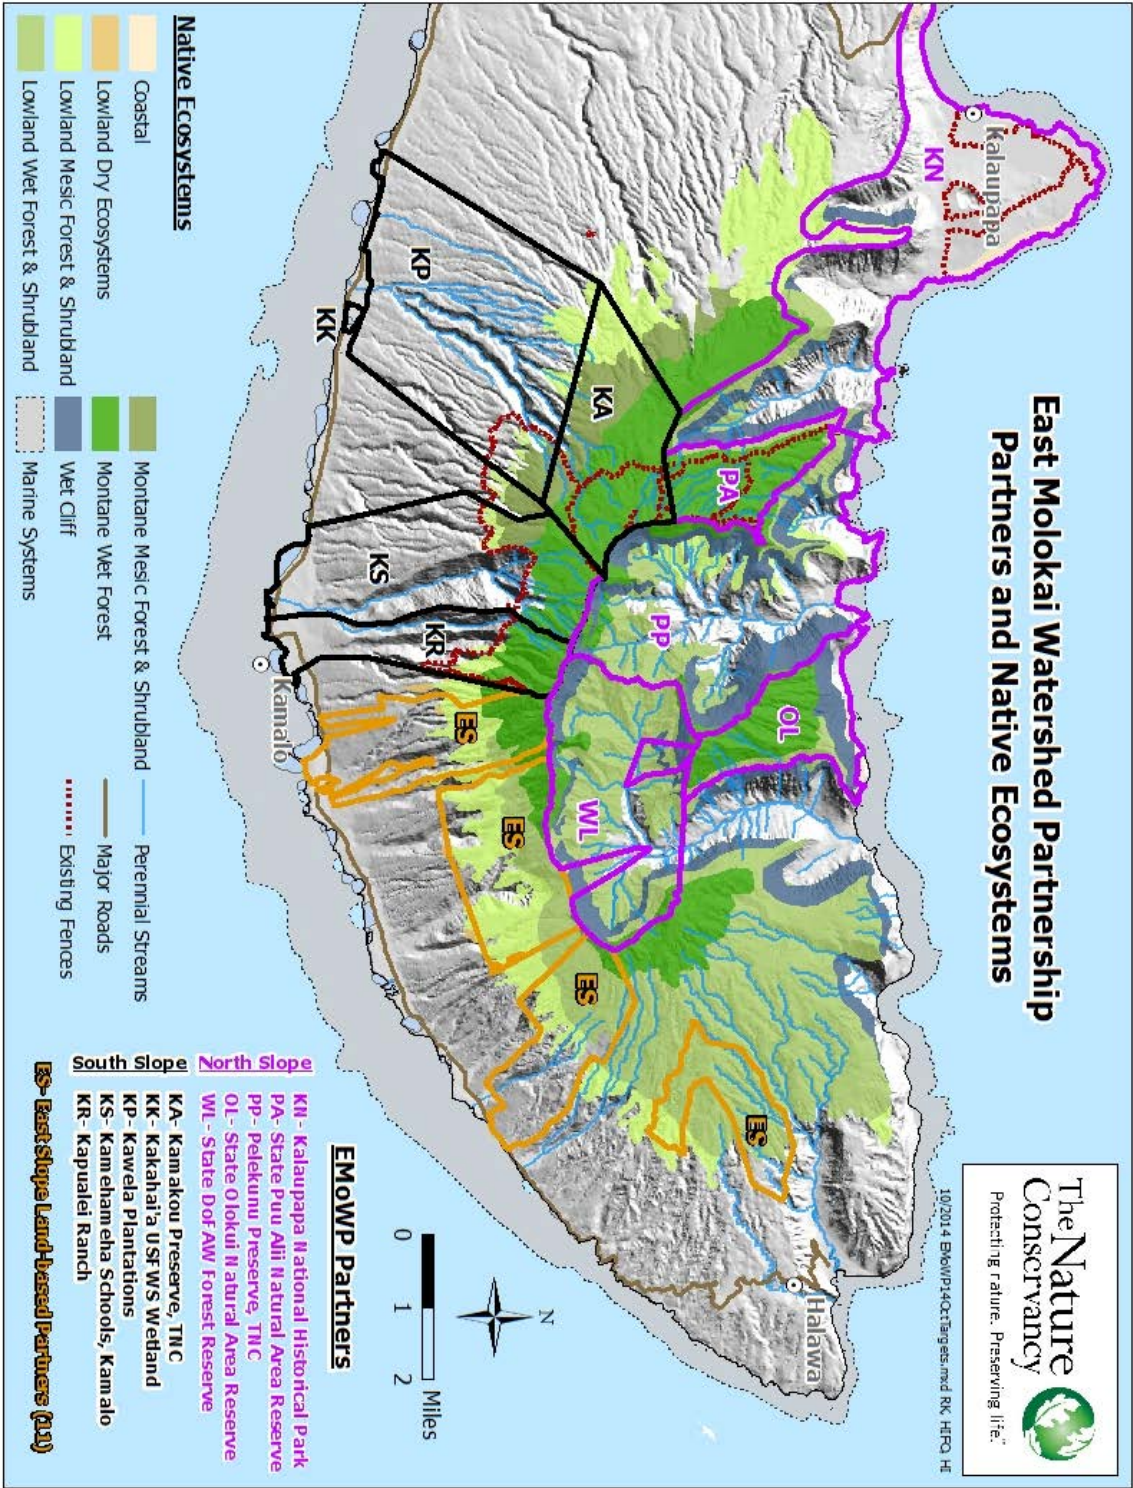 East Molokai Watershed Partnership
Partners and Native Ecosystems
The Nature
Conservancy
Protecting nature. Preserving life.™
10/2014 EMoWP14OctTargets.mxd RK, HIFO, HI
Kalaupapa
KN
PA
PP
OL
WL
KA
KP
KK
KS
KR
ES
ES
ES
ES
Kamalo
Halawa
N
0 1 2
Miles
Native Ecosystems
Coastal
Lowland Dry Ecosystems
Lowland Mesic Forest & Shrubland
Lowland Wet Forest & Shrubland
Montane Mesic Forest & Shrubland
Montane Wet Forest
Wet Cliff
Marine Systems
Perennial Streams
Major Roads
Existing Fences
EMoWP Partners
North Slope
KN - Kalaupapa National Historical Park
PA - State Puu Alii Natural Area Reserve
PP - Pelekunu Preserve, TNC
OL - State Olokui Natural Area Reserve
WL - State DoFAW Forest Reserve
South Slope
KA- Kamakou Preserve, TNC
KK- Kakahai'a USFWS Wetland
KP- Kawela Plantations
KS- Kamehameha Schools, Kamalo
KR- Kapualei Ranch
ES- East Slope Land-based Partners (11)